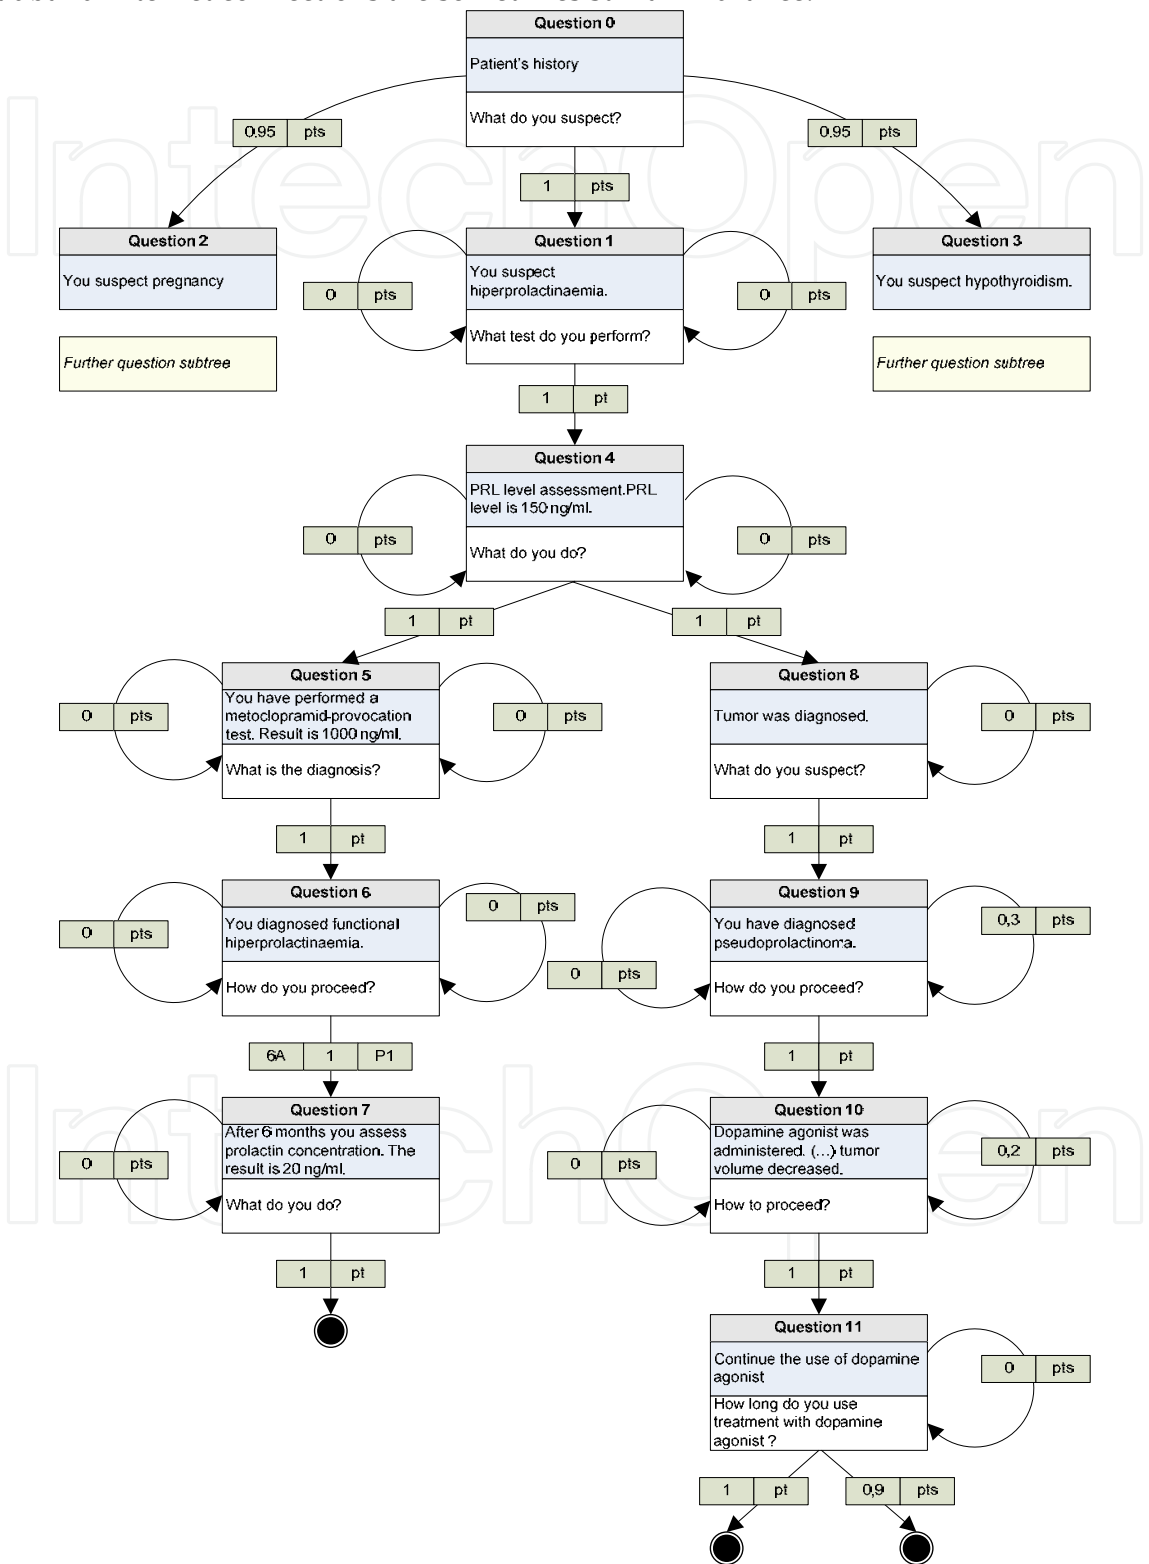 Question 0
Patient's history
What do you suspect?
0.95 pts
0.95 pts
1 pts
Question 2
You suspect pregnancy
Further question subtree
Question 1
You suspect
hiperprolactinaemia.
What test do you perform?
0 pts
0 pts
Question 3
You suspect hypothyroidism.
Further question subtree
1 pt
Question 4
PRL level assessment.PRL
level is 150 ng/ml.
What do you do?
0 pts
0 pts
1 pt
1 pt
Question 5
You have performed a
metoclopramid-provocation
test. Result is 1000 ng/ml.
What is the diagnosis?
0 pts
0 pts
Question 8
Tumor was diagnosed.
What do you suspect?
0 pts
1 pt
1 pt
Question 6
You diagnosed functional
hiperprolactinaemia.
How do you proceed?
0 pts
0 pts
Question 9
You have diagnosed
pseudoprolactinoma.
How do you proceed?
0 pts
0,3 pts
6A 1 P1
1 pt
Question 7
After 6 months you assess
prolactin concentration. The
result is 20 ng/ml.
What do you do?
0 pts
Question 10
Dopamine agonist was
administered. (...) tumor
volume decreased.
How to proceed?
0 pts
0,2 pts
1 pt
1 pt
Question 11
Continue the use of dopamine
agonist
How long do you use
treatment with dopamine
agonist ?
0 pts
1 pt
0,9 pts
IntechOpen
IntechOpen